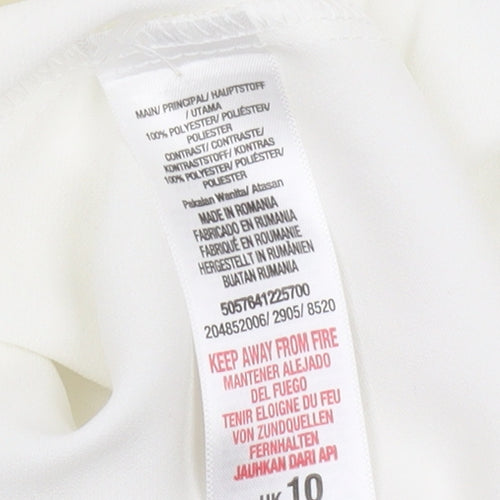 MAIN/ PRINCIPAL/ HAUPTSTOFF
/ UTAMA
100% POLYESTER/ POLIÉSTER/
POLIESTER
CONTRAST/ CONTRASTE/
KONTRASTSTOFF/ KONTRAS
100% POLYESTER/ POLIÉSTER/
POLIESTER
Pakaian Wanita/ Atasan
MADE IN ROMANIA
FABRICADO EN RUMANIA
FABRIQUÉ EN ROUMANIE
HERGESTELLT IN RUMÄNIEN
BUATAN RUMANIA
5057641225700
204852006/ 2905/ 8520
KEEP AWAY FROM FIRE
MANTENER ALEJADO
DEL FUEGO
TENIR ELOIGNE DU FEU
VON ZUNDQUELLEN
FERNHALTEN
JAUHKAN DARI API
UK 10